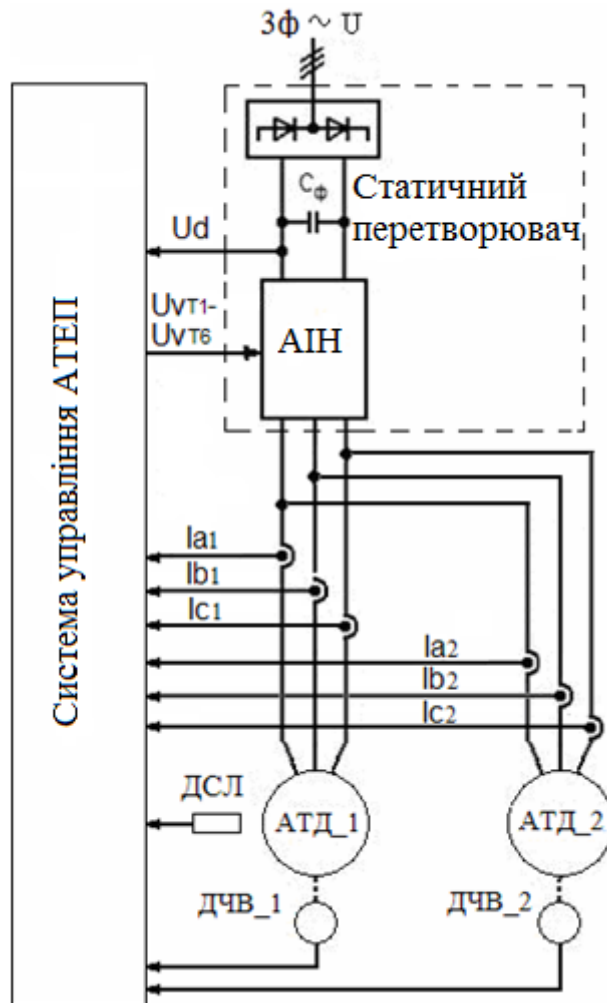 3ф ~ U
Cф
Статичний
перетворювач
Ud
UVT1-
UVT6
АІН
Система управління АТЕП
Ia1
Ib1
Ic1
Ia2
Ib2
Ic2
ДСЛ
АТД_1
АТД_2
ДЧВ_1
ДЧВ_2